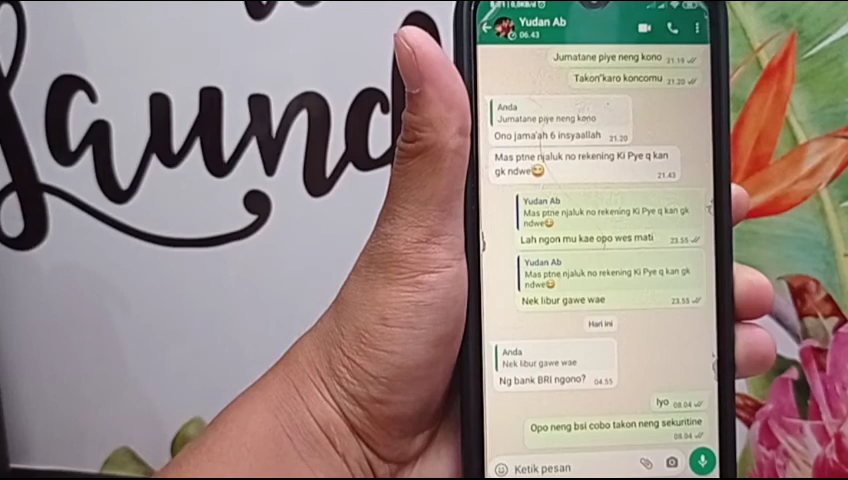 Laund
Yudan Ab
06.43
Jumatane piye neng kono 21.19
Takon"karo koncomu 21.20
Anda
Jumatane piye neng kono
Ono jama'ah 6 insyaallah 21.20
Mas ptne njaluk no rekening Ki Pye q kan
gk ndwe😅 21.43
Yudan Ab
Mas ptne njaluk no rekening Ki Pye q kan gk
ndwe😅
Lah ngon mu kae opo wes mati 23.55
Yudan Ab
Mas ptne njaluk no rekening Ki Pye q kan gk
ndwe😅
Nek libur gawe wae 23.55
Hari ini
Anda
Nek libur gawe wae
Ng bank BRI ngono? 04.55
Iyo 08.04
Opo neng bsi cobo takon neng sekuritine
08.04
Ketik pesan